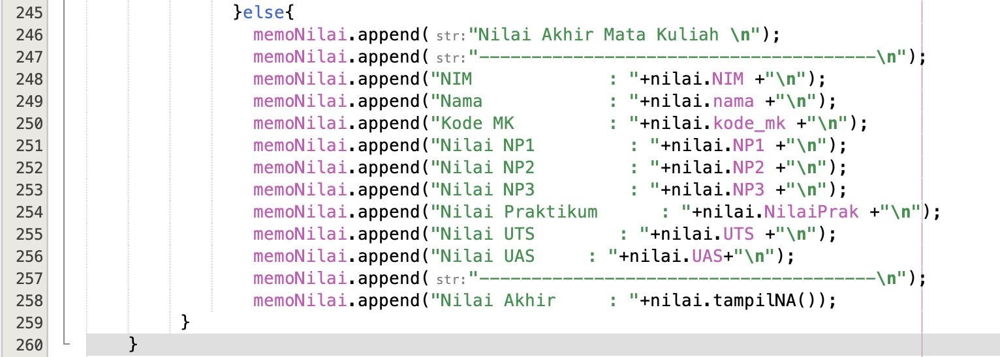 245 }else{
246 memoNilai.append( str:"Nilai Akhir Mata Kuliah \n");
247 memoNilai.append( str:"--------------------------------------\n");
248 memoNilai.append("NIM             : "+nilai.NIM +"\n");
249 memoNilai.append("Nama            : "+nilai.nama +"\n");
250 memoNilai.append("Kode MK         : "+nilai.kode_mk +"\n");
251 memoNilai.append("Nilai NP1         : "+nilai.NP1 +"\n");
252 memoNilai.append("Nilai NP2         : "+nilai.NP2 +"\n");
253 memoNilai.append("Nilai NP3         : "+nilai.NP3 +"\n");
254 memoNilai.append("Nilai Praktikum      : "+nilai.NilaiPrak +"\n");
255 memoNilai.append("Nilai UTS        : "+nilai.UTS +"\n");
256 memoNilai.append("Nilai UAS     : "+nilai.UAS+"\n");
257 memoNilai.append( str:"--------------------------------------\n");
258 memoNilai.append("Nilai Akhir     : "+nilai.tampilNA());
259 }
260 }